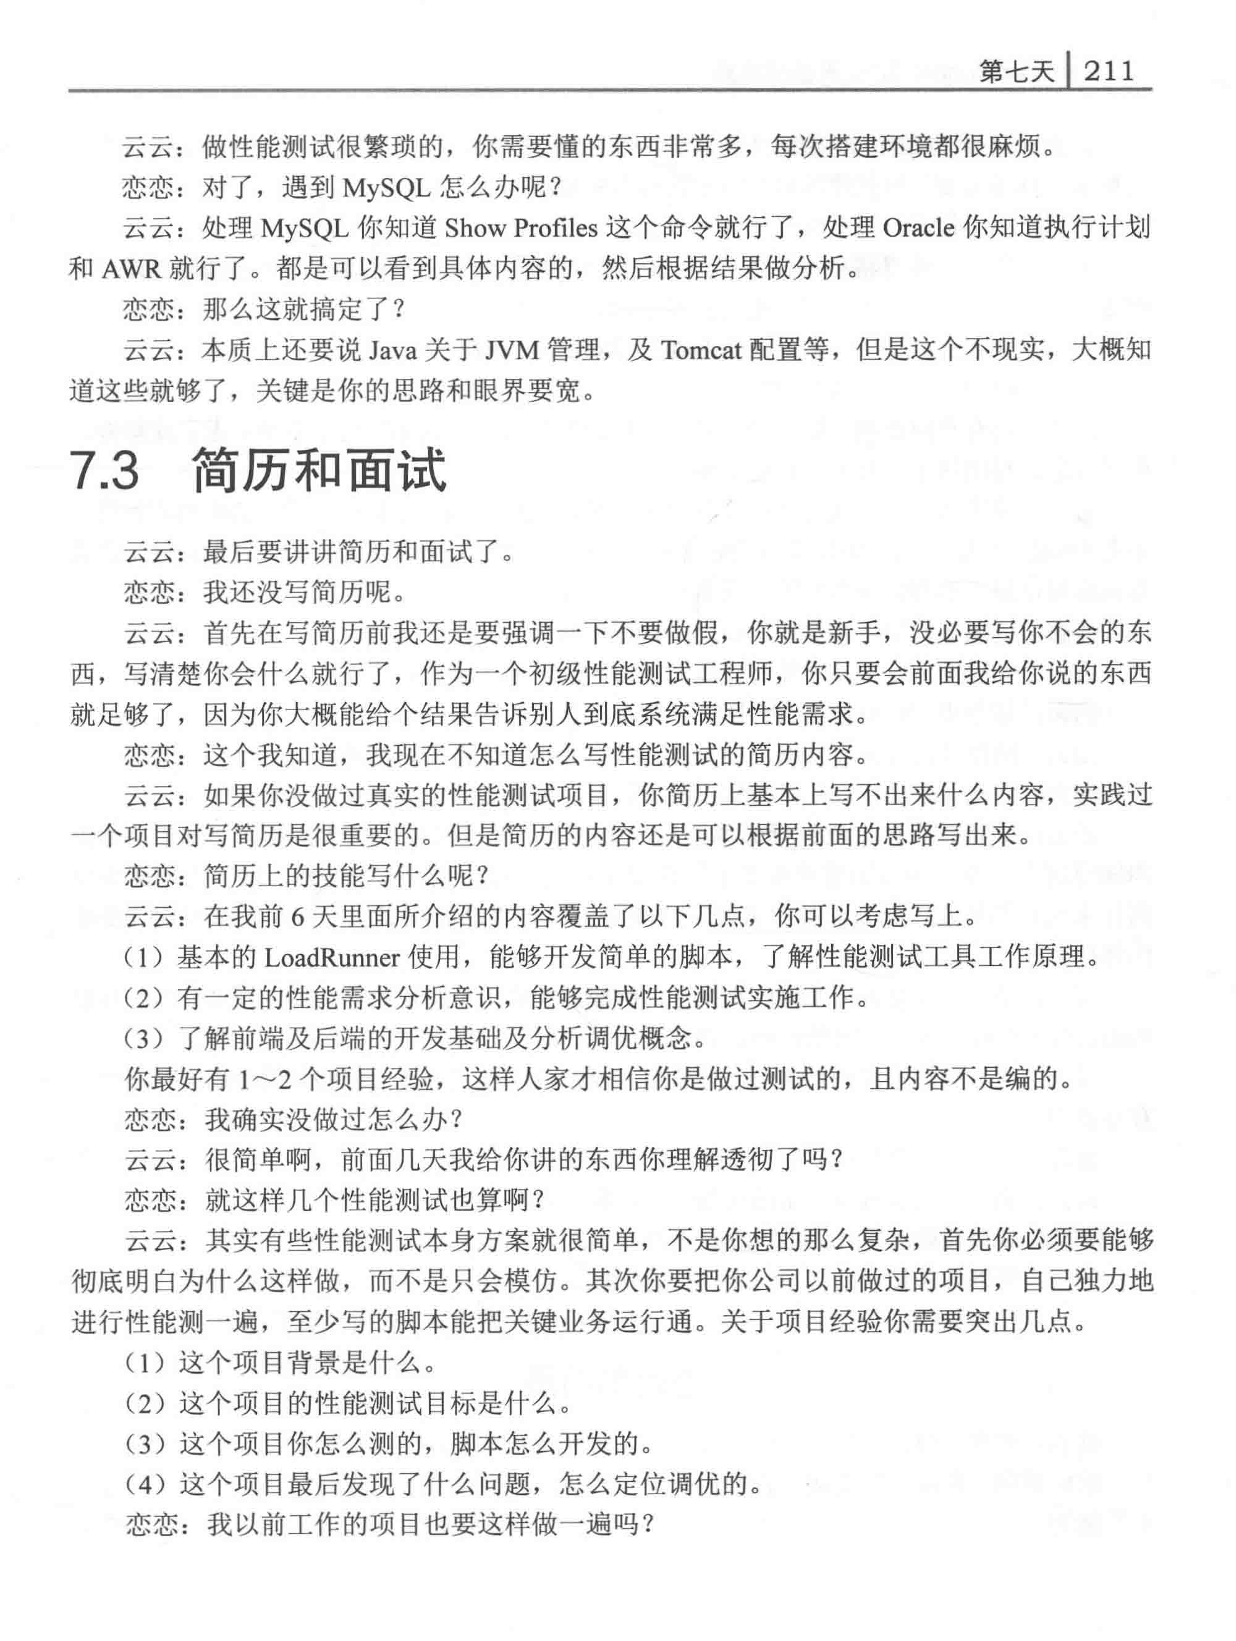 第七天 211
云云：做性能测试很繁琐的，你需要懂的东西非常多，每次搭建环境都很麻烦。
恋恋：对了，遇到 MySQL 怎么办呢？
云云：处理 MySQL 你知道 Show Profiles 这个命令就行了，处理 Oracle 你知道执行计划
和 AWR 就行了。都是可以看到具体内容的，然后根据结果做分析。
恋恋：那么这就搞定了？
云云：本质上还要说 Java 关于 JVM 管理，及 Tomcat 配置等，但是这个不现实，大概知
道这些就够了，关键是你的思路和眼界要宽。
7.3 简历和面试
云云：最后要讲讲简历和面试了。
恋恋：我还没写简历呢。
云云：首先在写简历前我还是要强调一下不要做假，你就是新手，没必要写你不会的东
西，写清楚你会什么就行了，作为一个初级性能测试工程师，你只要会前面我给你说的东西
就足够了，因为你大概能给个结果告诉别人到底系统满足性能需求。
恋恋：这个我知道，我现在不知道怎么写性能测试的简历内容。
云云：如果你没做过真实的性能测试项目，你简历上基本上写不出来什么内容，实践过
一个项目对写简历是很重要的。但是简历的内容还是可以根据前面的思路写出来。
恋恋：简历上的技能写什么呢？
云云：在我前 6 天里面所介绍的内容覆盖了以下几点，你可以考虑写上。
（1）基本的 LoadRunner 使用，能够开发简单的脚本，了解性能测试工具工作原理。
（2）有一定的性能需求分析意识，能够完成性能测试实施工作。
（3）了解前端及后端的开发基础及分析调优概念。
你最好有 1～2 个项目经验，这样人家才相信你是做过测试的，且内容不是编的。
恋恋：我确实没做过怎么办？
云云：很简单啊，前面几天我给你讲的东西你理解透彻了吗？
恋恋：就这样几个性能测试也算啊？
云云：其实有些性能测试本身方案就很简单，不是你想的那么复杂，首先你必须要能够
彻底明白为什么这样做，而不是只会模仿。其次你要把你公司以前做过的项目，自己独力地
进行性能测一遍，至少写的脚本能把关键业务运行通。关于项目经验你需要突出几点。
（1）这个项目背景是什么。
（2）这个项目的性能测试目标是什么。
（3）这个项目你怎么测的，脚本怎么开发的。
（4）这个项目最后发现了什么问题，怎么定位调优的。
恋恋：我以前工作的项目也要这样做一遍吗？